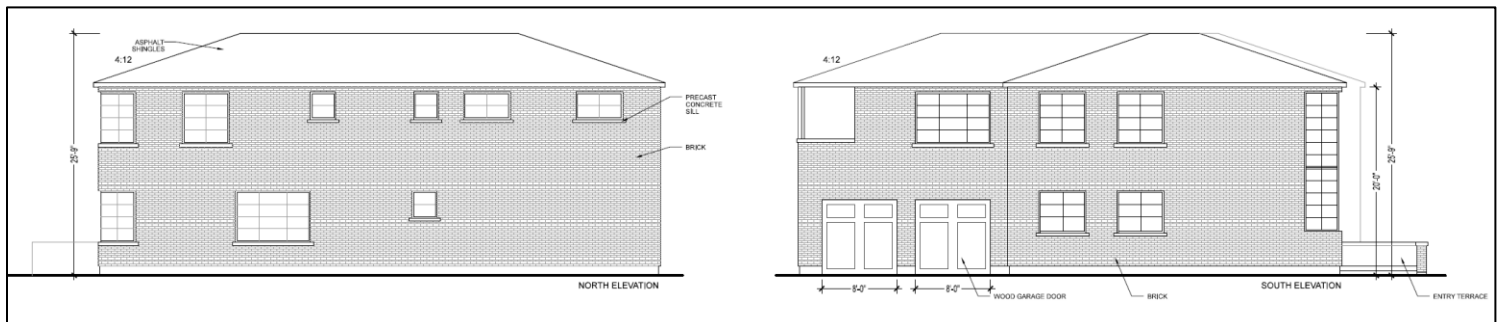 ASPHALT
SHINGLES
4:12
25'-9"
PRECAST
CONCRETE
SILL
BRICK
NORTH ELEVATION
4:12
8'-0"
8'-0"
WOOD GARAGE DOOR
BRICK
SOUTH ELEVATION
20'-0"
25'-9"
ENTRY TERRACE